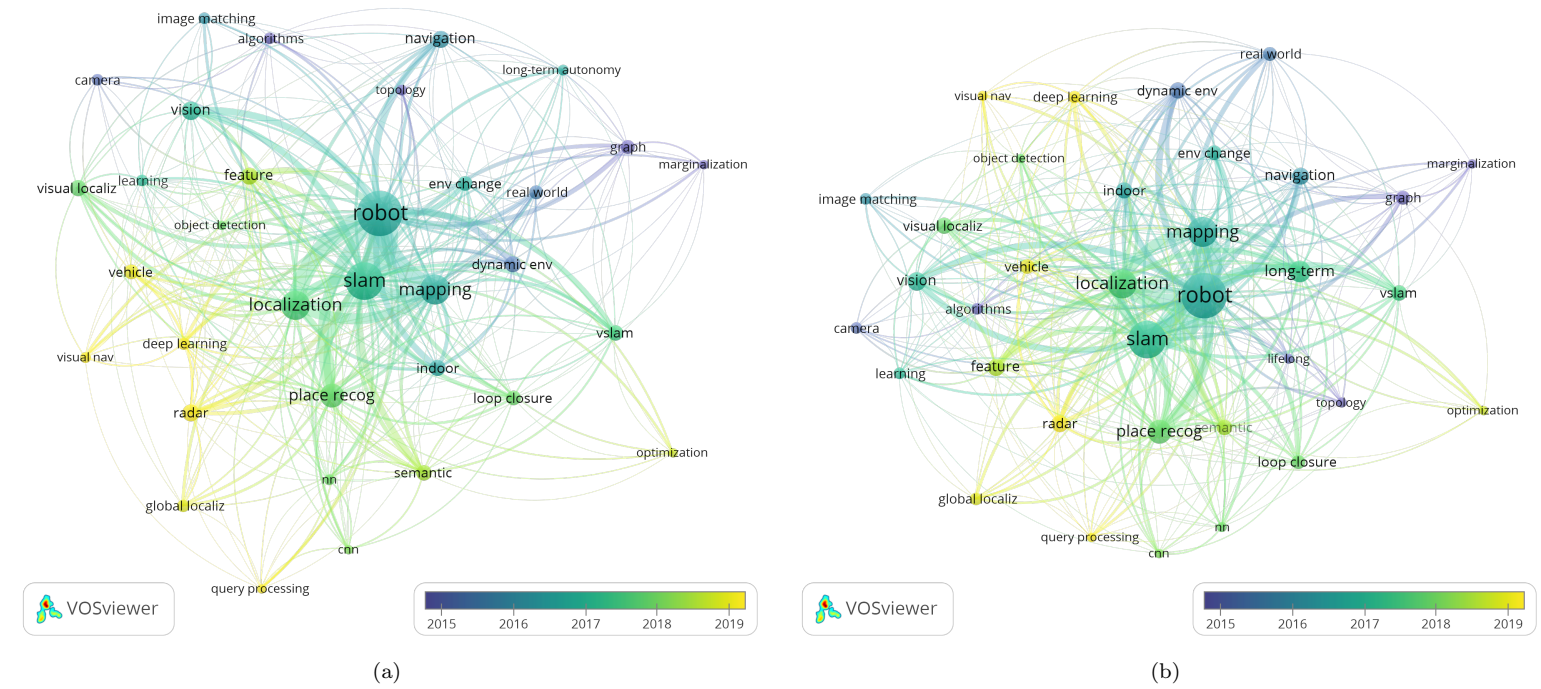 image matching
algorithms
navigation
long-term autonomy
camera
topology
vision
graph
marginalization
feature
learning
visual localiz
env change
real world
robot
object detection
vehicle
slam
dynamic env
mapping
localization
vslam
deep learning
visual nav
indoor
place recog
loop closure
radar
optimization
semantic
nn
global localiz
cnn
query processing
VOSviewer
2015 2016 2017 2018 2019
(a)
real world
visual nav
deep learning
dynamic env
object detection
env change
marginalization
navigation
indoor
image matching
graph
visual localiz
mapping
vehicle
long-term
vision
localization
robot
vslam
algorithms
camera
slam
lifelong
feature
learning
topology
optimization
radar
place recog
semantic
loop closure
global localiz
nn
query processing
cnn
VOSviewer
2015 2016 2017 2018 2019
(b)